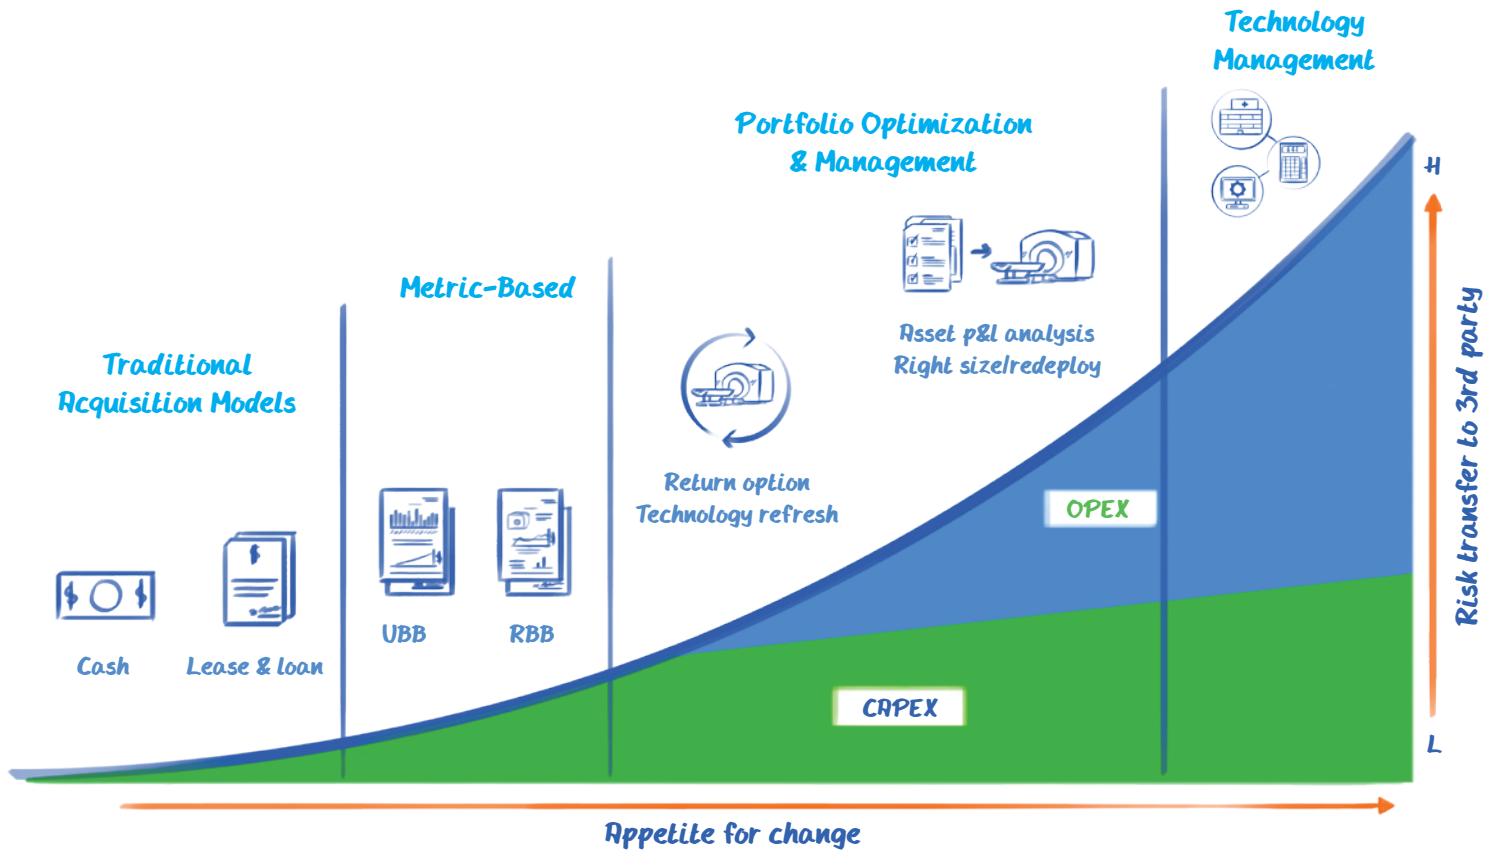 Technology
Management
Portfolio Optimization
& Management
H
Metric-Based
Asset p&l analysis
Right size/redeploy
Traditional
Acquisition Models
Return option
Technology refresh
OPEX
Risk transfer to 3rd party
UBB
RBB
Cash
Lease & loan
CAPEX
L
Appetite for change